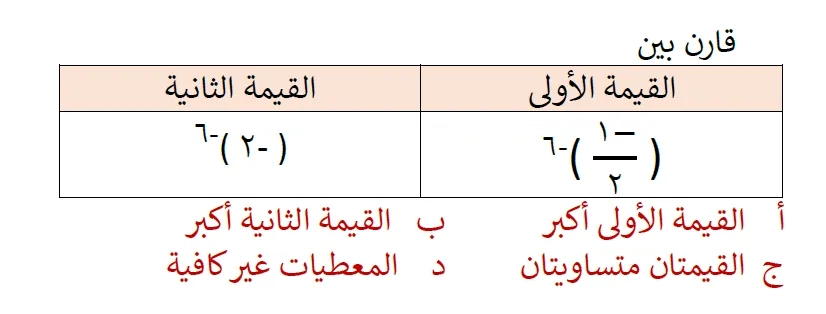 قارن بين
القيمة الأولى القيمة الثانية
( −١/٢ )^-٦ ( -٢ )^-٦
أ القيمة الأولى أكبر ب القيمة الثانية أكبر
ج القيمتان متساويتان د المعطيات غير كافية